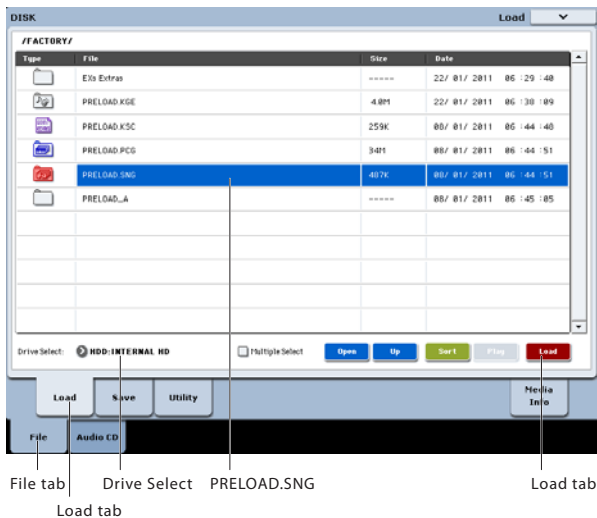 DISK Load
/FACTORY/
Type File Size Date
EXs Extras ----- 22/ 01/ 2011 06 :29 :40
PRELOAD.KGE 4.0M 22/ 01/ 2011 06 :38 :09
PRELOAD.KSC 259K 08/ 01/ 2011 06 :44 :48
PRELOAD.PCG 34M 08/ 01/ 2011 06 :44 :51
PRELOAD.SNG 407K 08/ 01/ 2011 06 :44 :51
PRELOAD_A ----- 08/ 01/ 2011 06 :45 :05
Drive Select: HDD:INTERNAL HD Multiple Select Open Up Sort Play Load
Load Save Utility Media Info
File Audio CD
File tab Drive Select PRELOAD.SNG Load tab
Load tab